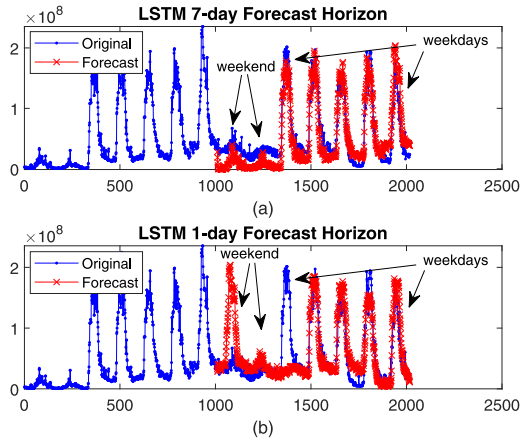 LSTM 7-day Forecast Horizon
× 10^8
2
1
0
Original
Forecast
weekend
weekdays
0 500 1000 1500 2000 2500
(a)
LSTM 1-day Forecast Horizon
× 10^8
2
1
0
Original
Forecast
weekend
weekdays
0 500 1000 1500 2000 2500
(b)